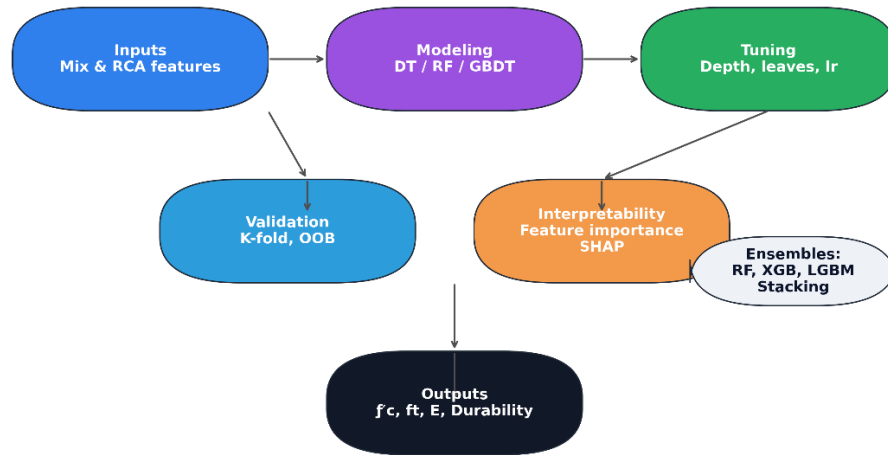 Inputs
Mix & RCA features
Modeling
DT / RF / GBDT
Tuning
Depth, leaves, lr
Validation
K-fold, OOB
Interpretability
Feature importance
SHAP
Ensembles:
RF, XGB, LGBM
Stacking
Outputs
ƒ′c, ft, E, Durability